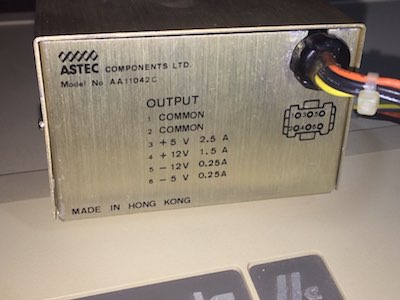 ASTEC COMPONENTS LTD.
Model No AA11042C
OUTPUT
1 COMMON
2 COMMON
3 +5 V 2.5 A
4 +12V 1.5 A
5 -12V 0.25A
6 -5 V 0.25A
MADE IN HONG KONG